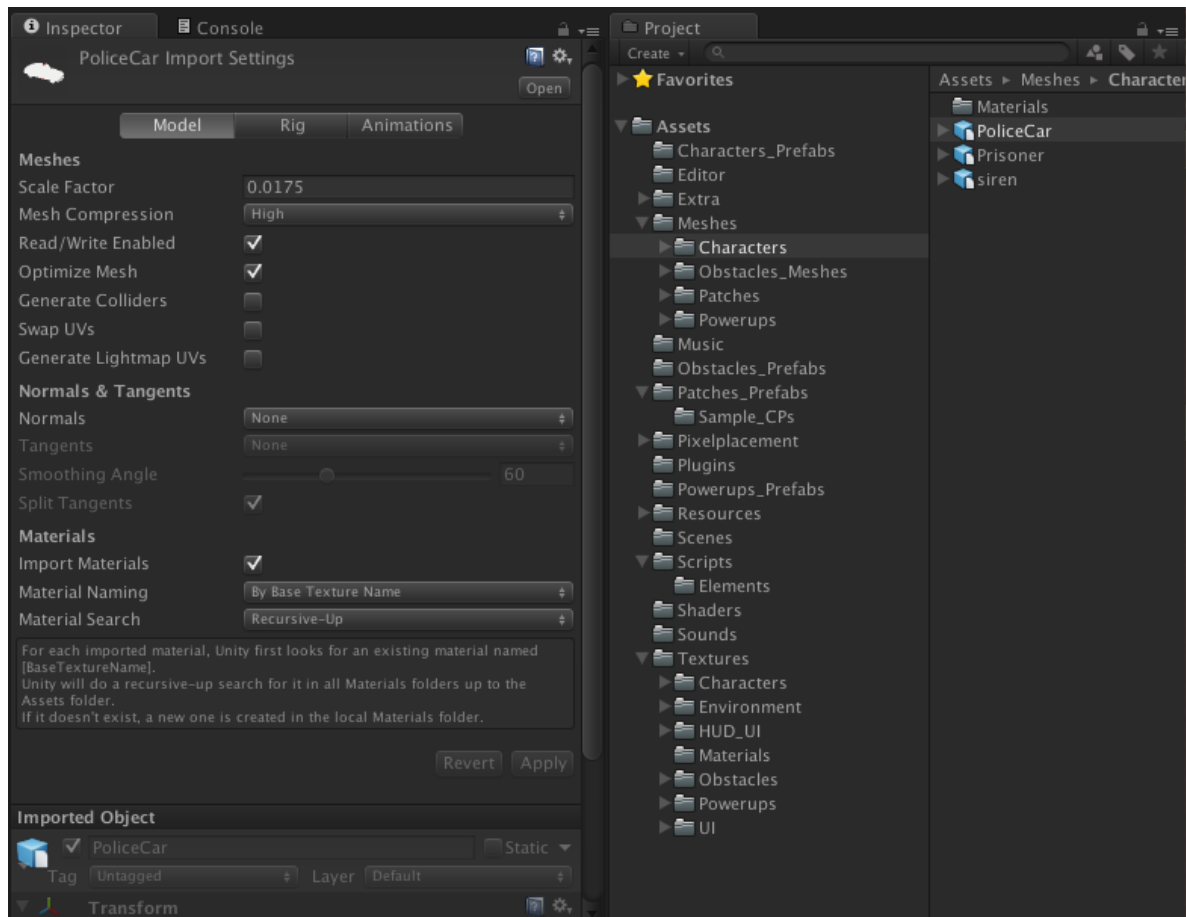 Inspector
Console
PoliceCar Import Settings
Open
Model Rig Animations
Meshes
Scale Factor 0.0175
Mesh Compression High
Read/Write Enabled
Optimize Mesh
Generate Colliders
Swap UVs
Generate Lightmap UVs
Normals & Tangents
Normals None
Tangents None
Smoothing Angle 60
Split Tangents
Materials
Import Materials
Material Naming By Base Texture Name
Material Search Recursive-Up
For each imported material, Unity first looks for an existing material named
[BaseTextureName].
Unity will do a recursive-up search for it in all Materials folders up to the
Assets folder.
If it doesn't exist, a new one is created in the local Materials folder.
Revert Apply
Imported Object
PoliceCar Static
Tag Untagged Layer Default
Transform
Project
Create
Favorites
Assets
Characters_Prefabs
Editor
Extra
Meshes
Characters
Obstacles_Meshes
Patches
Powerups
Music
Obstacles_Prefabs
Patches_Prefabs
Sample_CPs
Pixelplacement
Plugins
Powerups_Prefabs
Resources
Scenes
Scripts
Elements
Shaders
Sounds
Textures
Characters
Environment
HUD_UI
Materials
Obstacles
Powerups
UI
Assets Meshes Character
Materials
PoliceCar
Prisoner
siren